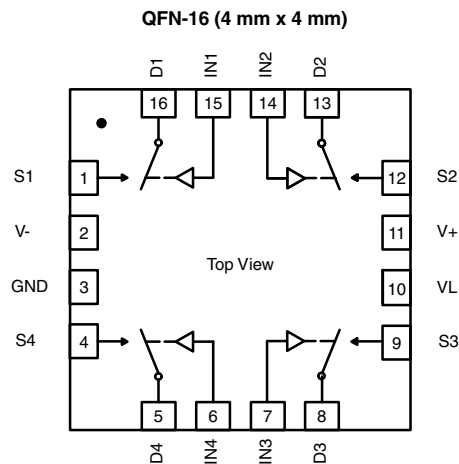 QFN-16 (4 mm x 4 mm)
D1 IN1 IN2 D2
16 15 14 13
S1 1 12 S2
V- 2 11 V+
Top View
GND 3 10 VL
S4 4 9 S3
5 6 7 8
D4 IN4 IN3 D3